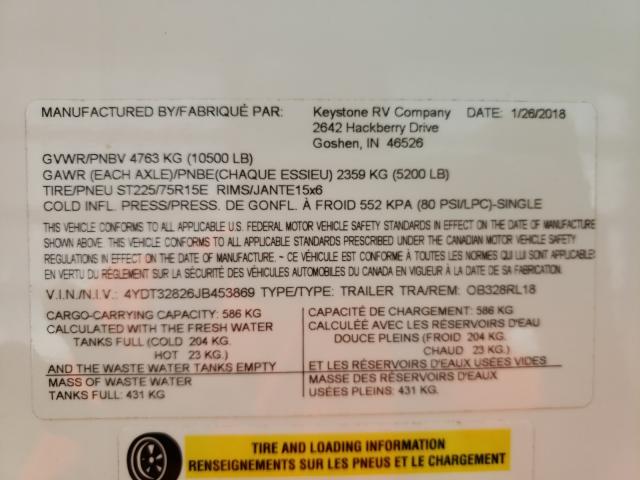 MANUFACTURED BY/FABRIQUÉ PAR: Keystone RV Company DATE: 1/26/2018
2642 Hackberry Drive
Goshen, IN 46526
GVWR/PNBV 4763 KG (10500 LB)
GAWR (EACH AXLE)/PNBE(CHAQUE ESSIEU) 2359 KG (5200 LB)
TIRE/PNEU ST225/75R15E RIMS/JANTE15x6
COLD INFL. PRESS/PRESS. DE GONFL. À FROID 552 KPA (80 PSI/LPC)-SINGLE
THIS VEHICLE CONFORMS TO ALL APPLICABLE U.S. FEDERAL MOTOR VEHICLE SAFETY STANDARDS IN EFFECT ON THE DATE OF MANUFACTURE
SHOWN ABOVE. THIS VEHICLE CONFORMS TO ALL APPLICABLE STANDARDS PRESCRIBED UNDER THE CANADIAN MOTOR VEHICLE SAFETY
REGULATIONS IN EFFECT ON THE DATE OF MANUFACTURE. ~ CE VÉHICULE EST CONFORME À TOUTES LES NORMES QUI LUI SONT APPLICABLES
EN VERTU DU RÈGLEMENT SUR LA SÉCURITÉ DES VÉHICULES AUTOMOBILES DU CANADA EN VIGUEUR À LA DATE DE SA FABRICATION.
V.I.N./N.I.V.: 4YDT32826JB453869 TYPE/TYPE: TRAILER TRA/REM: OB328RL18
CARGO-CARRYING CAPACITY: 586 KG
CALCULATED WITH THE FRESH WATER
TANKS FULL (COLD 204 KG.
HOT 23 KG.)
AND THE WASTE WATER TANKS EMPTY
MASS OF WASTE WATER
TANKS FULL: 431 KG
CAPACITÉ DE CHARGEMENT: 586 KG
CALCULÉE AVEC LES RÉSERVOIRS D'EAU
DOUCE PLEINS (FROID 204 KG.
CHAUD 23 KG.)
ET LES RÉSERVOIRS D'EAUX USÉES VIDES
MASSE DES RÉSERVOIRS D'EAUX
USÉES PLEINS: 431 KG.
TIRE AND LOADING INFORMATION
RENSEIGNEMENTS SUR LES PNEUS ET LE CHARGEMENT